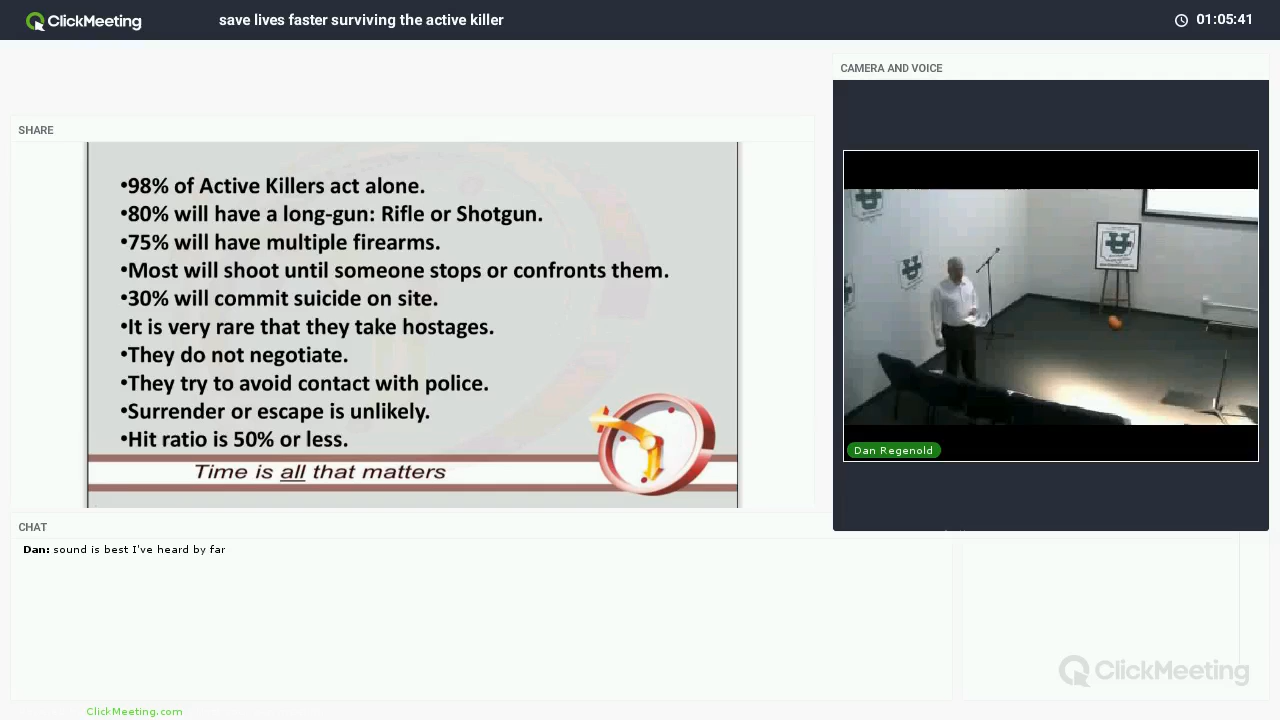 ClickMeeting
save lives faster surviving the active killer
01:05:41
CAMERA AND VOICE
SHARE
•98% of Active Killers act alone.
•80% will have a long-gun: Rifle or Shotgun.
•75% will have multiple firearms.
•Most will shoot until someone stops or confronts them.
•30% will commit suicide on site.
•It is very rare that they take hostages.
•They do not negotiate.
•They try to avoid contact with police.
•Surrender or escape is unlikely.
•Hit ratio is 50% or less.
Time is all that matters
Dan Regenold
CHAT
Dan: sound is best I've heard by far
ClickMeeting
ClickMeeting.com